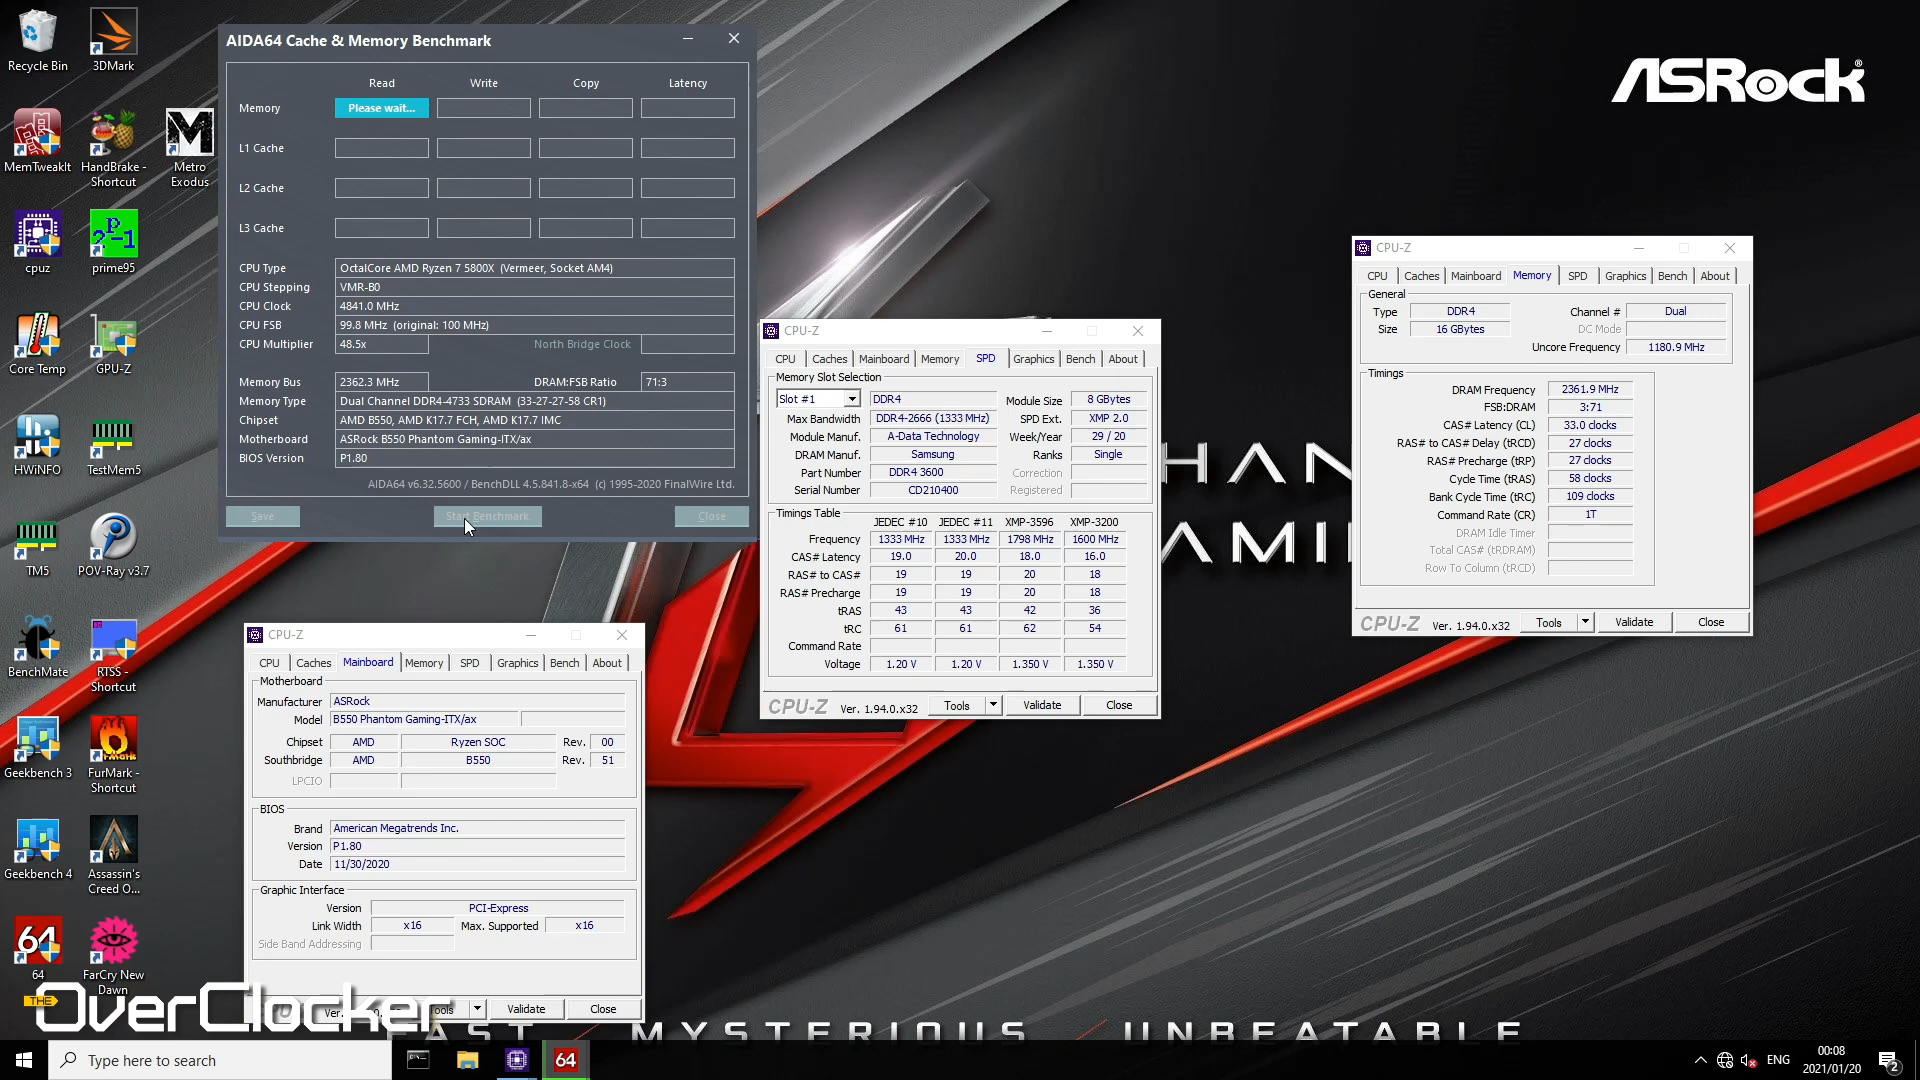 Recycle Bin
3DMark
MemTweakIt
HandBrake - Shortcut
Metro Exodus
cpuz
prime95
Core Temp
GPU-Z
HWiNFO
TestMem5
TM5
POV-Ray v3.7
BenchMate
RTSS - Shortcut
Geekbench 3
FurMark - Shortcut
Geekbench 4
Assassin's Creed O...
64
FarCry New Dawn
AIDA64 Cache & Memory Benchmark
Read Write Copy Latency
Memory Please wait...
L1 Cache
L2 Cache
L3 Cache
CPU Type OctalCore AMD Ryzen 7 5800X (Vermeer, Socket AM4)
CPU Stepping VMR-B0
CPU Clock 4841.0 MHz
CPU FSB 99.8 MHz (original: 100 MHz)
CPU Multiplier 48.5x North Bridge Clock
Memory Bus 2362.3 MHz DRAM:FSB Ratio 71:3
Memory Type Dual Channel DDR4-4733 SDRAM (33-27-27-58 CR1)
Chipset AMD B550, AMD K17.7 FCH, AMD K17.7 IMC
Motherboard ASRock B550 Phantom Gaming-ITX/ax
BIOS Version P1.80
AIDA64 v6.32.5600 / BenchDLL 4.5.841.8-x64 (c) 1995-2020 FinalWire Ltd.
Save Start Benchmark Close
ASRock®
CPU-Z
CPU Caches Mainboard Memory SPD Graphics Bench About
Memory Slot Selection
Slot #1 DDR4 Module Size 8 GBytes
Max Bandwidth DDR4-2666 (1333 MHz) SPD Ext. XMP 2.0
Module Manuf. A-Data Technology Week/Year 29 / 20
DRAM Manuf. Samsung Ranks Single
Part Number DDR4 3600 Correction
Serial Number CD210400 Registered
Timings Table
JEDEC #10 JEDEC #11 XMP-3596 XMP-3200
Frequency 1333 MHz 1333 MHz 1798 MHz 1600 MHz
CAS# Latency 19.0 20.0 18.0 16.0
RAS# to CAS# 19 19 20 18
RAS# Precharge 19 19 20 18
tRAS 43 43 42 36
tRC 61 61 62 54
Command Rate
Voltage 1.20 V 1.20 V 1.350 V 1.350 V
CPU-Z Ver. 1.94.0.x32 Tools Validate Close
CPU-Z
CPU Caches Mainboard Memory SPD Graphics Bench About
General
Type DDR4 Channel # Dual
Size 16 GBytes DC Mode
Uncore Frequency 1180.9 MHz
Timings
DRAM Frequency 2361.9 MHz
FSB:DRAM 3:71
CAS# Latency (CL) 33.0 clocks
RAS# to CAS# Delay (tRCD) 27 clocks
RAS# Precharge (tRP) 27 clocks
Cycle Time (tRAS) 58 clocks
Bank Cycle Time (tRC) 109 clocks
Command Rate (CR) 1T
DRAM Idle Timer
Total CAS# (tRDRAM)
Row To Column (tRCD)
CPU-Z Ver. 1.94.0.x32 Tools Validate Close
HAN
AMI
CPU-Z
CPU Caches Mainboard Memory SPD Graphics Bench About
Motherboard
Manufacturer ASRock
Model B550 Phantom Gaming-ITX/ax
Chipset AMD Ryzen SOC Rev. 00
Southbridge AMD B550 Rev. 51
LPCIO
BIOS
Brand American Megatrends Inc.
Version P1.80
Date 11/30/2020
Graphic Interface
Version PCI-Express
Link Width x16 Max. Supported x16
Side Band Addressing
Tools Validate Close
THE OverClocker
FAST MYSTERIOUS UNBEATABLE
Type here to search
64
ENG
00:08
2021/01/20
2